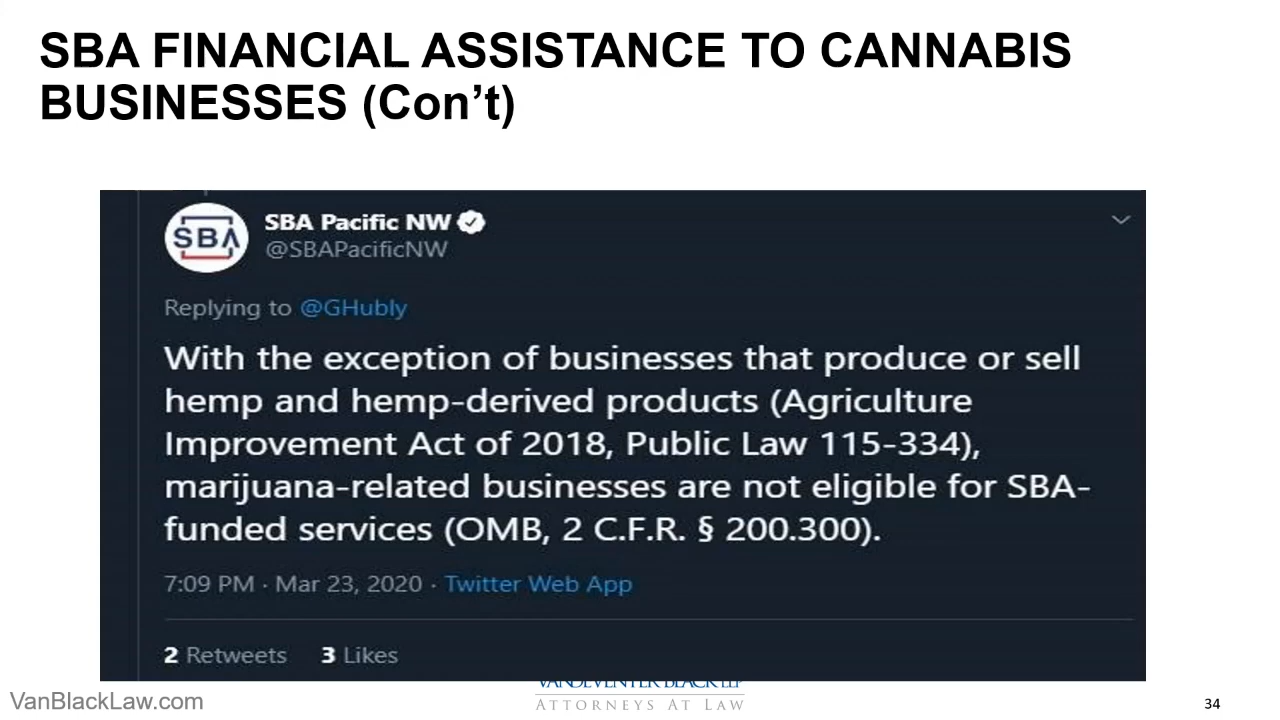 SBA FINANCIAL ASSISTANCE TO CANNABIS
BUSINESSES (Con’t)
SBA
SBA Pacific NW
@SBAPacificNW
Replying to @GHubly
With the exception of businesses that produce or sell
hemp and hemp-derived products (Agriculture
Improvement Act of 2018, Public Law 115-334),
marijuana-related businesses are not eligible for SBA-
funded services (OMB, 2 C.F.R. § 200.300).
7:09 PM · Mar 23, 2020 · Twitter Web App
2 Retweets 3 Likes
VANDEVENTER BLACK LLP
ATTORNEYS AT LAW
VanBlackLaw.com
34